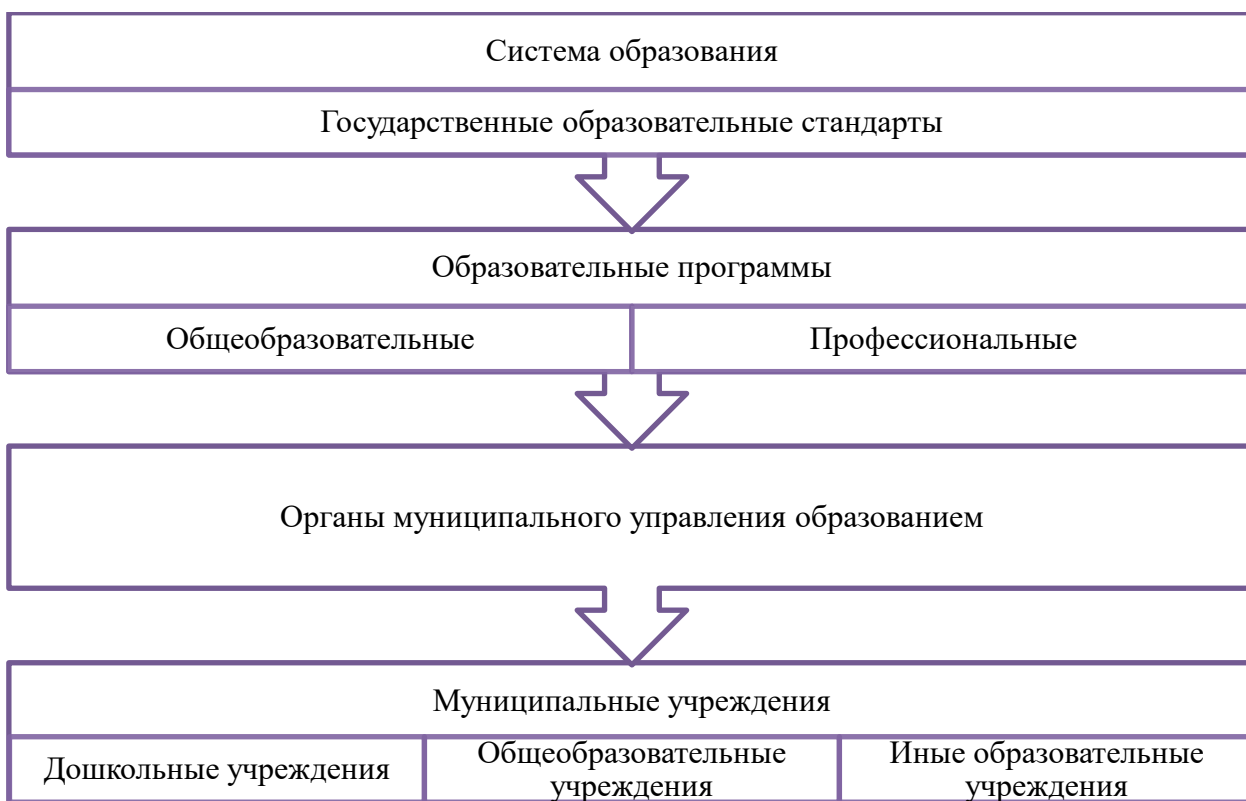 Система образования
Государственные образовательные стандарты
Образовательные программы
Общеобразовательные
Профессиональные
Органы муниципального управления образованием
Муниципальные учреждения
Дошкольные учреждения
Общеобразовательные
учреждения
Иные образовательные
учреждения